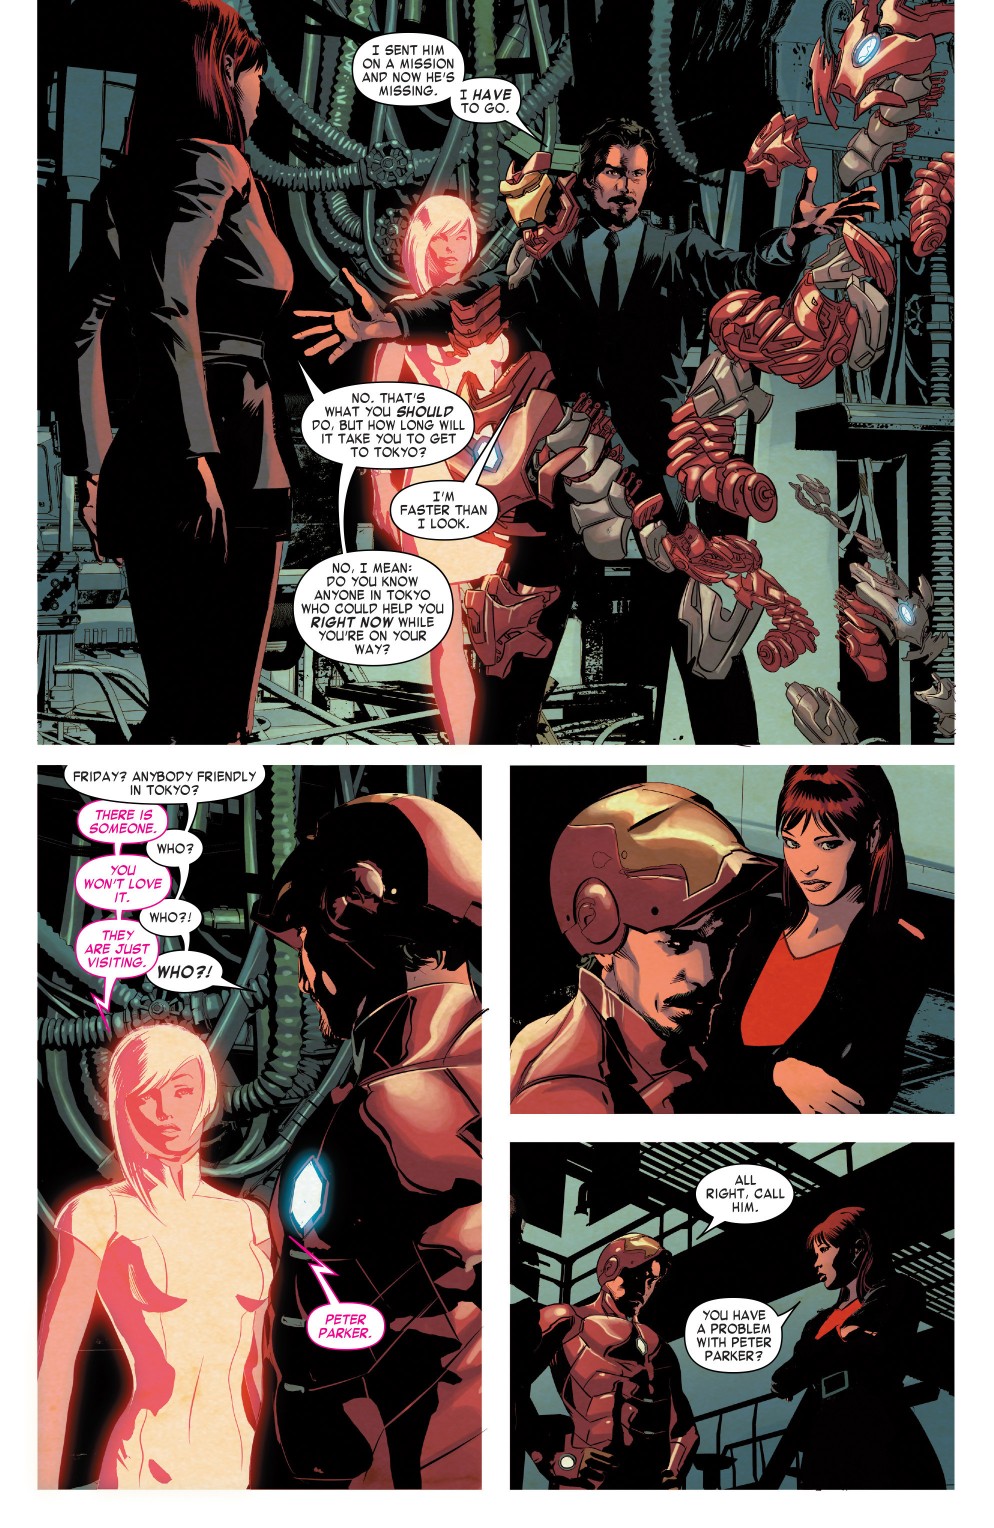 I SENT HIM
ON A MISSION
AND NOW HE'S
MISSING.
I HAVE
TO GO.
NO. THAT'S
WHAT YOU SHOULD
DO, BUT HOW LONG WILL
IT TAKE YOU TO GET
TO TOKYO?
I'M
FASTER THAN
I LOOK.
NO, I MEAN:
DO YOU KNOW
ANYONE IN TOKYO
WHO COULD HELP YOU
RIGHT NOW WHILE
YOU'RE ON YOUR
WAY?
FRIDAY? ANYBODY FRIENDLY
IN TOKYO?
THERE IS
SOMEONE.
WHO?
YOU
WON'T LOVE
IT.
WHO?!
THEY
ARE JUST
VISITING.
WHO?!
PETER
PARKER.
ALL
RIGHT, CALL
HIM.
YOU HAVE
A PROBLEM
WITH PETER
PARKER?